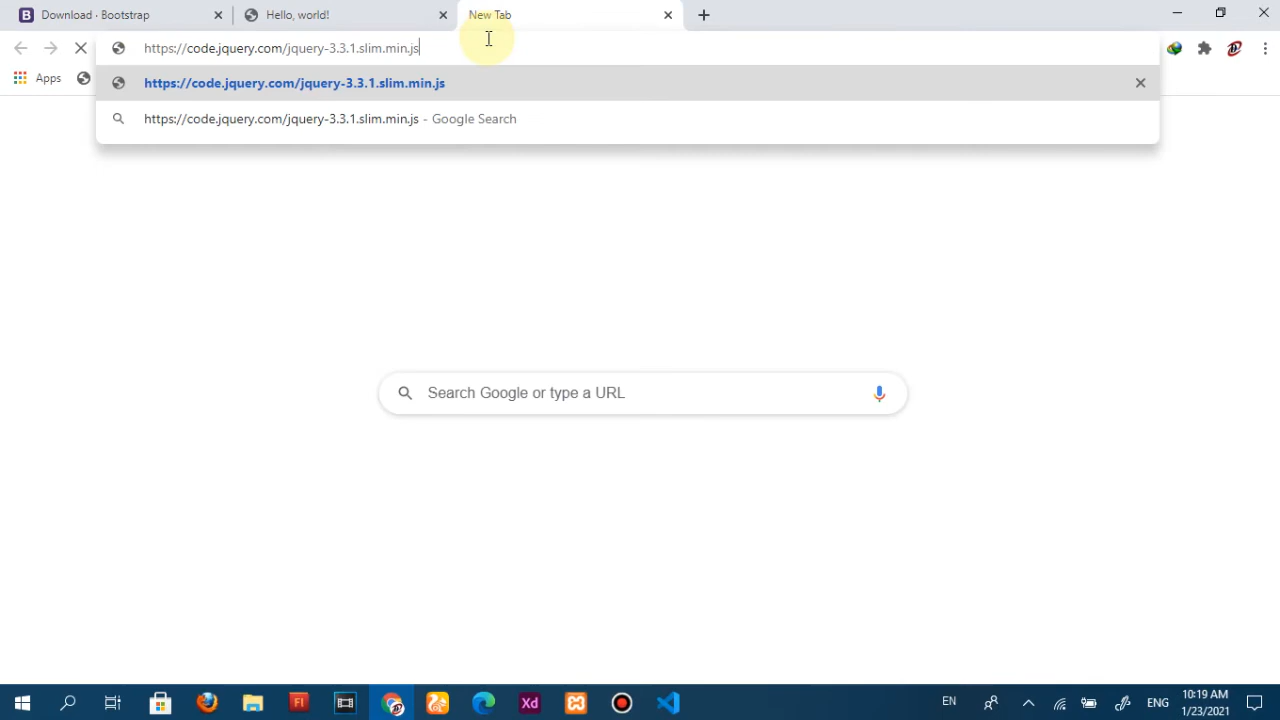 Download · Bootstrap
Hello, world!
New Tab
https://code.jquery.com/jquery-3.3.1.slim.min.js
Apps
https://code.jquery.com/jquery-3.3.1.slim.min.js
https://code.jquery.com/jquery-3.3.1.slim.min.js - Google Search
Search Google or type a URL
EN
ENG
10:19 AM
1/23/2021